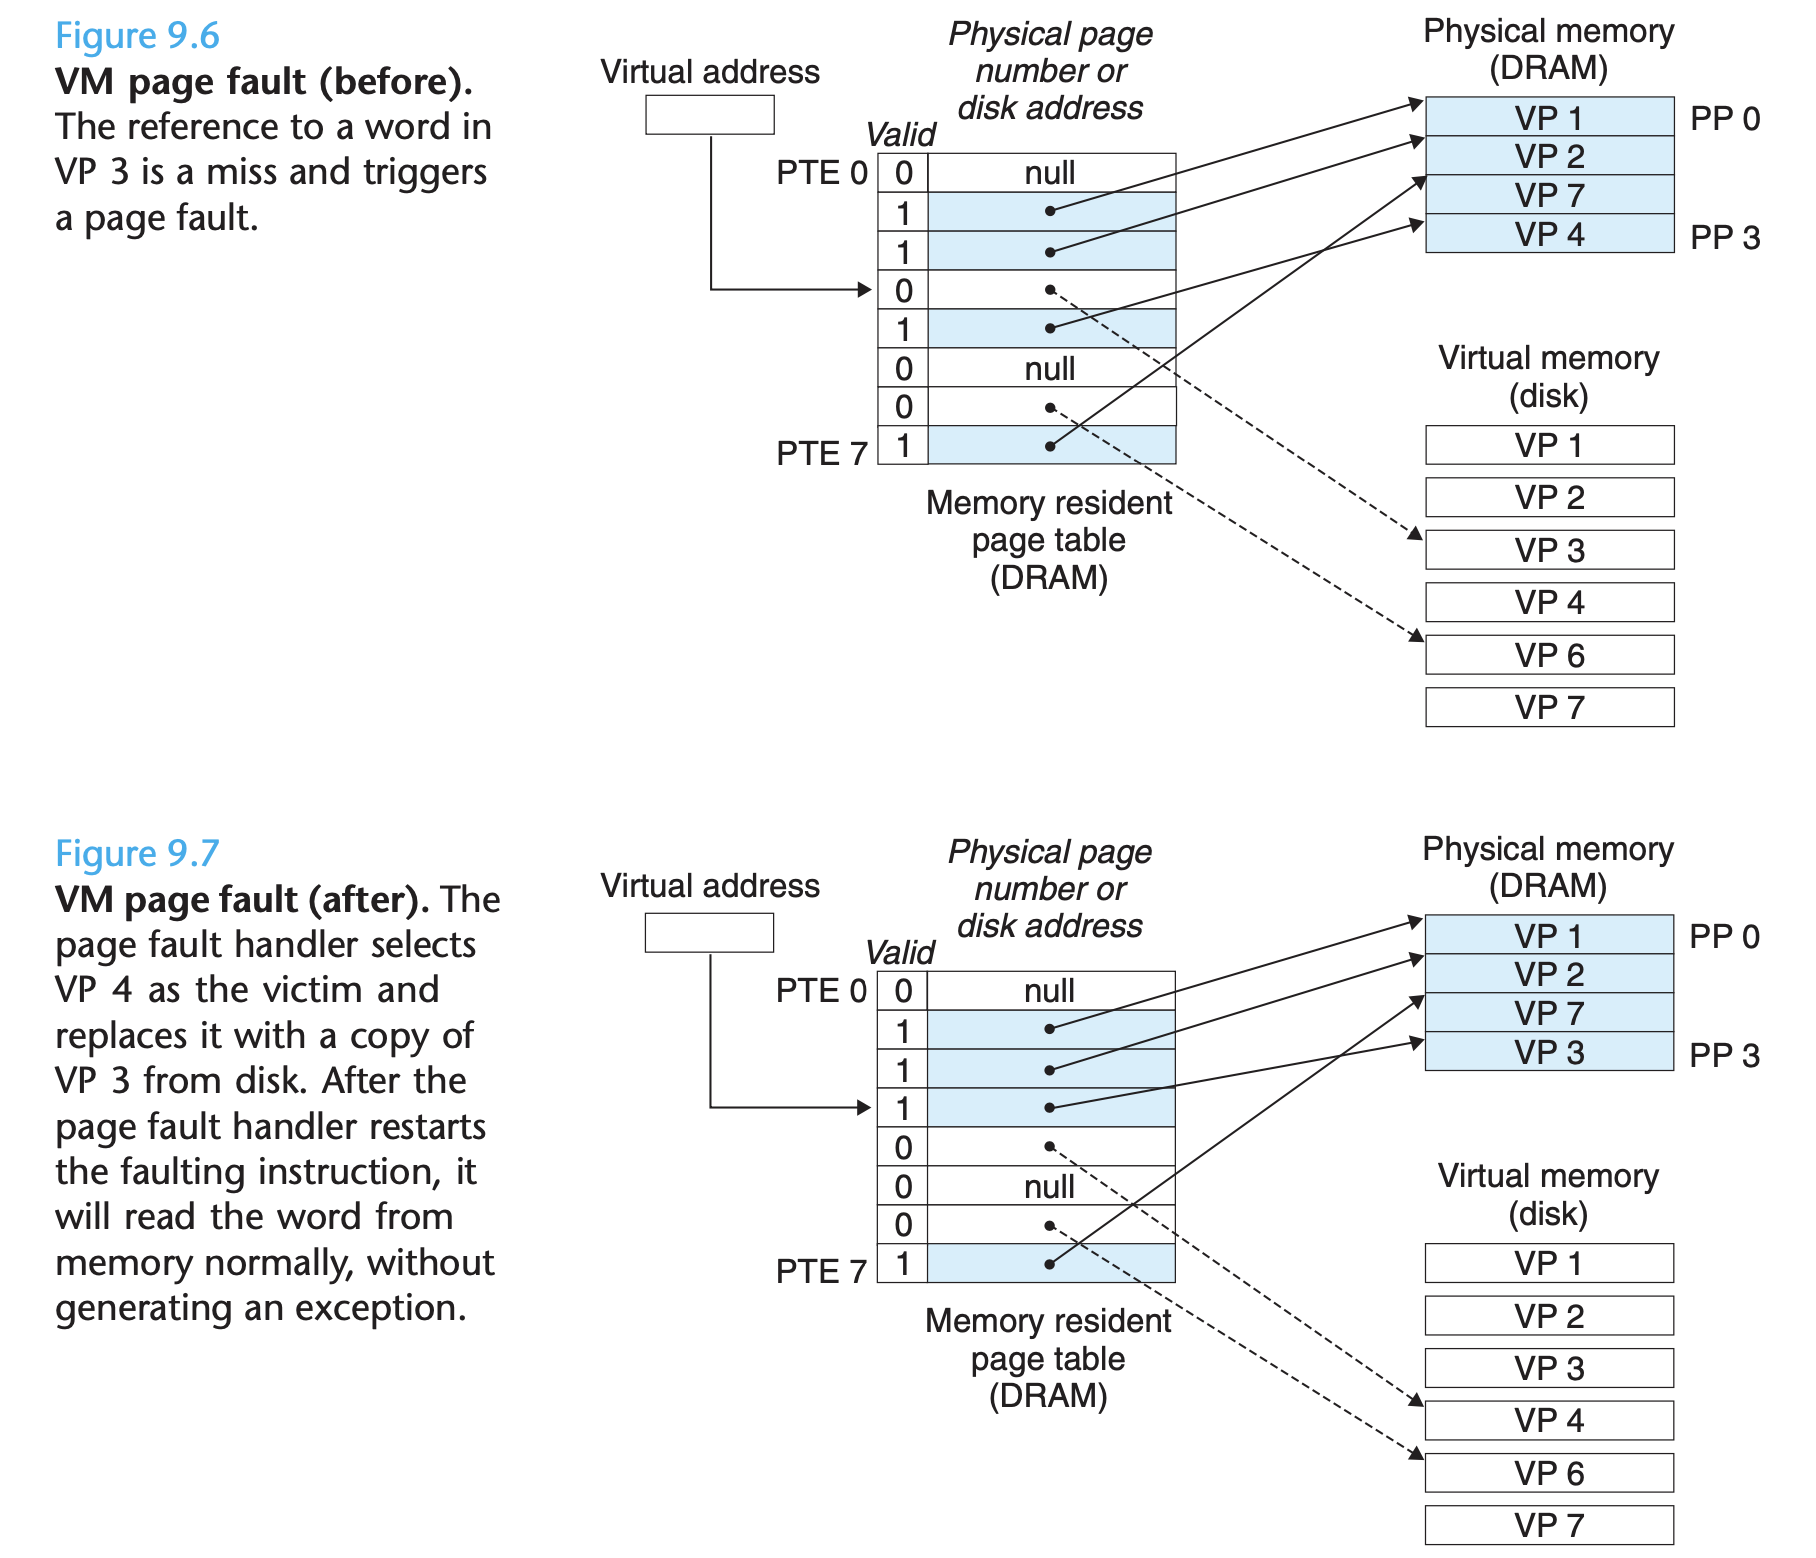 Figure 9.6
VM page fault (before).
The reference to a word in
VP 3 is a miss and triggers
a page fault.
Virtual address
Physical page
number or
disk address
Valid
PTE 0 0 null
1
1
0
1
0 null
0
PTE 7 1
Memory resident
page table
(DRAM)
Physical memory
(DRAM)
VP 1 PP 0
VP 2
VP 7
VP 4 PP 3
Virtual memory
(disk)
VP 1
VP 2
VP 3
VP 4
VP 6
VP 7
Figure 9.7
VM page fault (after). The
page fault handler selects
VP 4 as the victim and
replaces it with a copy of
VP 3 from disk. After the
page fault handler restarts
the faulting instruction, it
will read the word from
memory normally, without
generating an exception.
Virtual address
Physical page
number or
disk address
Valid
PTE 0 0 null
1
1
1
0
0 null
0
PTE 7 1
Memory resident
page table
(DRAM)
Physical memory
(DRAM)
VP 1 PP 0
VP 2
VP 7
VP 3 PP 3
Virtual memory
(disk)
VP 1
VP 2
VP 3
VP 4
VP 6
VP 7